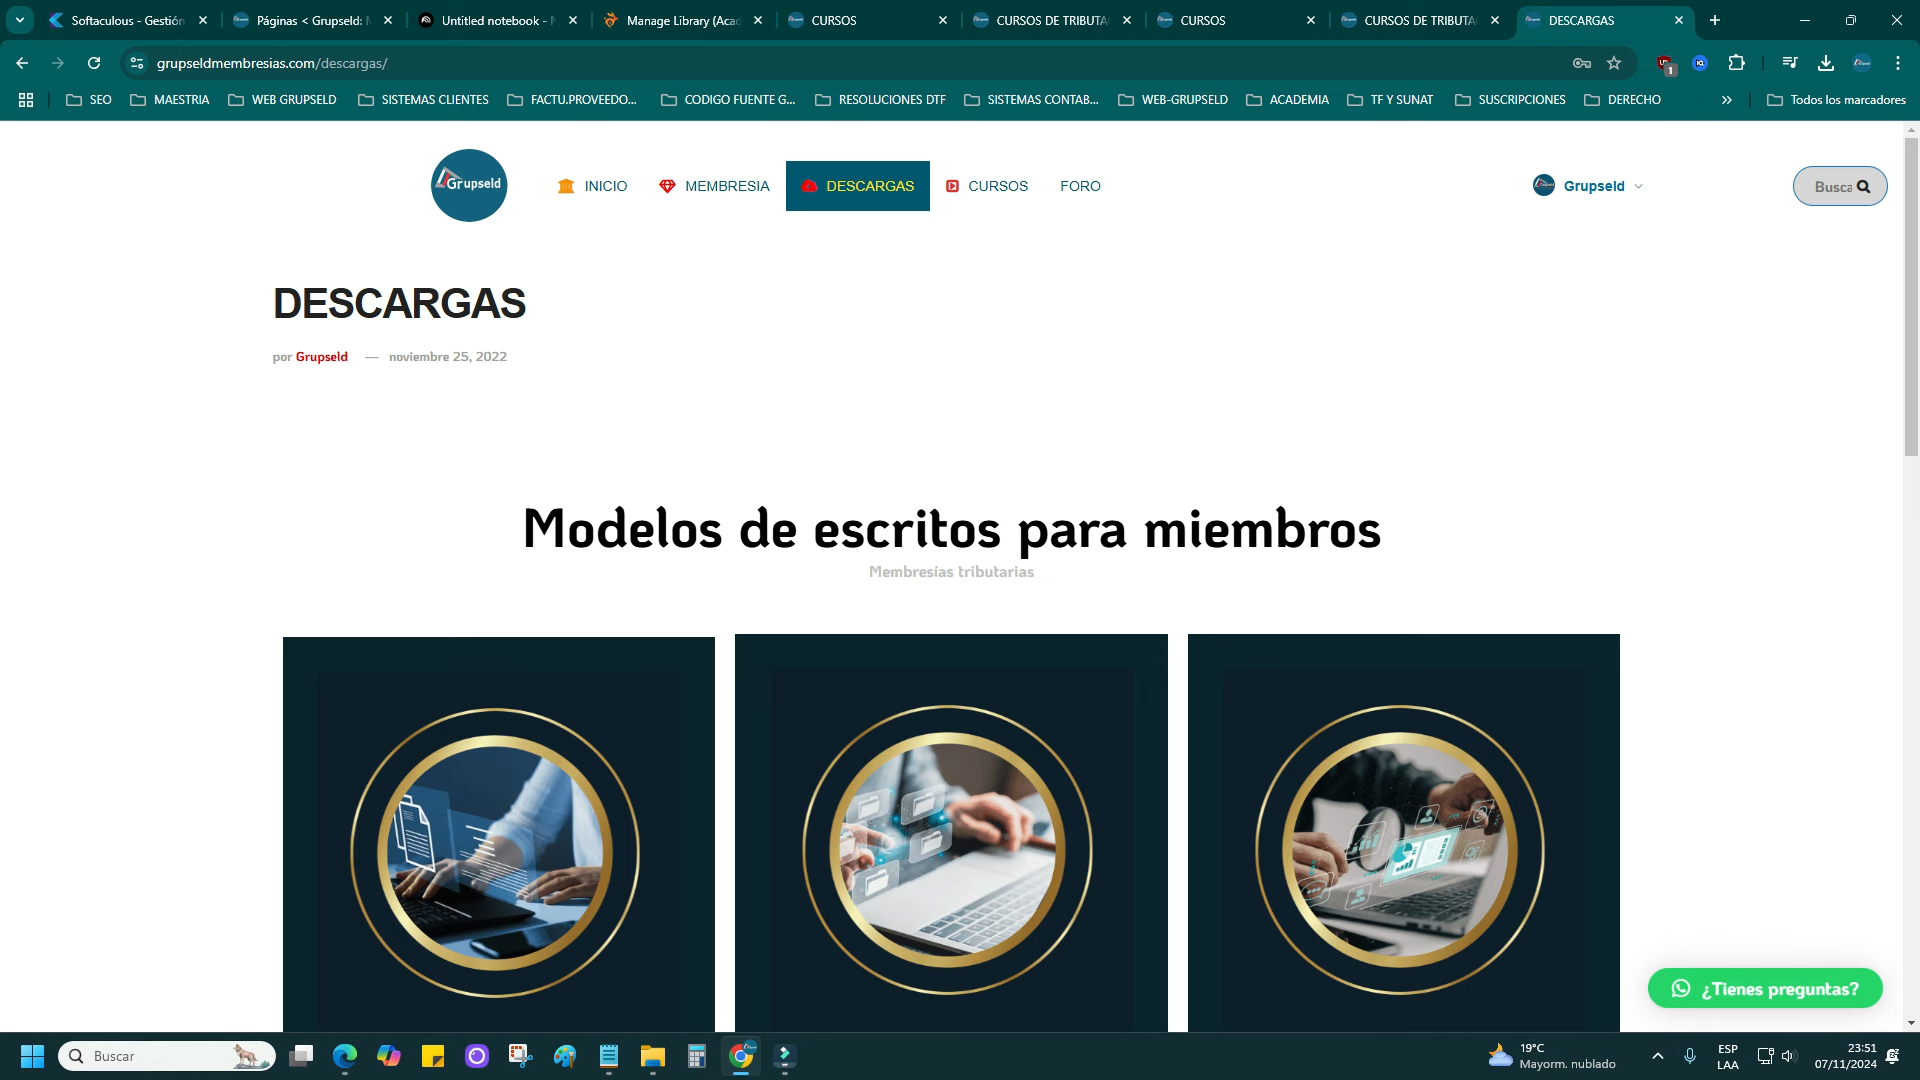 Softaculous - Gestión
Páginas < Grupseld: M
Untitled notebook - N
Manage Library (Acad
CURSOS
CURSOS DE TRIBUTA
CURSOS
CURSOS DE TRIBUTA
DESCARGAS
grupseldmembresias.com/descargas/
1
SEO
MAESTRIA
WEB GRUPSELD
SISTEMAS CLIENTES
FACTU.PROVEEDO...
CODIGO FUENTE G...
RESOLUCIONES DTF
SISTEMAS CONTAB...
WEB-GRUPSELD
ACADEMIA
TF Y SUNAT
SUSCRIPCIONES
DERECHO
Todos los marcadores
Grupseld
INICIO
MEMBRESIA
DESCARGAS
CURSOS
FORO
Grupseld
Busca
DESCARGAS
por Grupseld — noviembre 25, 2022
Modelos de escritos para miembros
Membresías tributarias
¿Tienes preguntas?
Buscar
19°C
Mayorm. nublado
ESP
LAA
23:51
07/11/2024